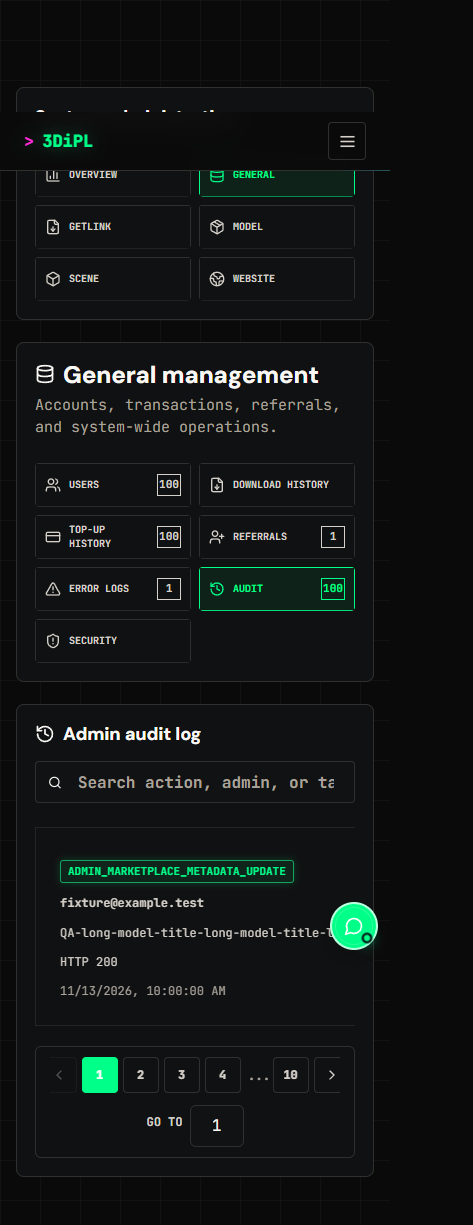 > 3DiPL
OVERVIEW
GENERAL
GETLINK
MODEL
SCENE
WEBSITE
General management
Accounts, transactions, referrals,
and system-wide operations.
USERS 100
DOWNLOAD HISTORY
TOP-UP
HISTORY 100
REFERRALS 1
ERROR LOGS 1
AUDIT 100
SECURITY
Admin audit log
Search action, admin, or ta
ADMIN_MARKETPLACE_METADATA_UPDATE
fixture@example.test
QA-long-model-title-long-model-title-l
HTTP 200
11/13/2026, 10:00:00 AM
1 2 3 4 ... 10
GO TO 1